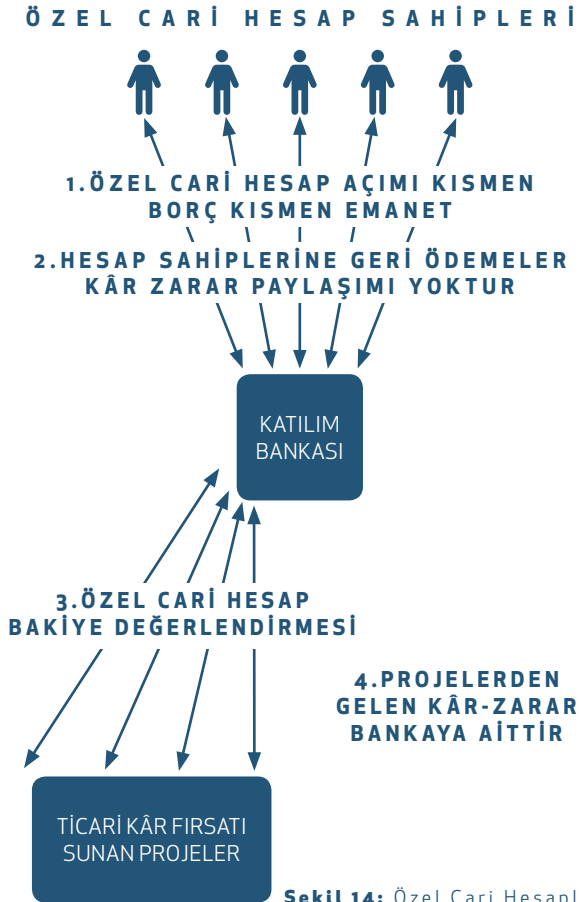 ÖZEL CARİ HESAP SAHİPLERİ
1.ÖZEL CARİ HESAP AÇIMI KISMEN
BORÇ KISMEN EMANET
2.HESAP SAHİPLERİNE GERİ ÖDEMELER
KÂR ZARAR PAYLAŞIMI YOKTUR
KATILIM
BANKASI
3.ÖZEL CARİ HESAP
BAKİYE DEĞERLENDİRMESİ
4.PROJELERDEN
GELEN KÂR-ZARAR
BANKAYA AİTTİR
TİCARİ KÂR FIRSATI
SUNAN PROJELER
Şekil 14: Özel Cari